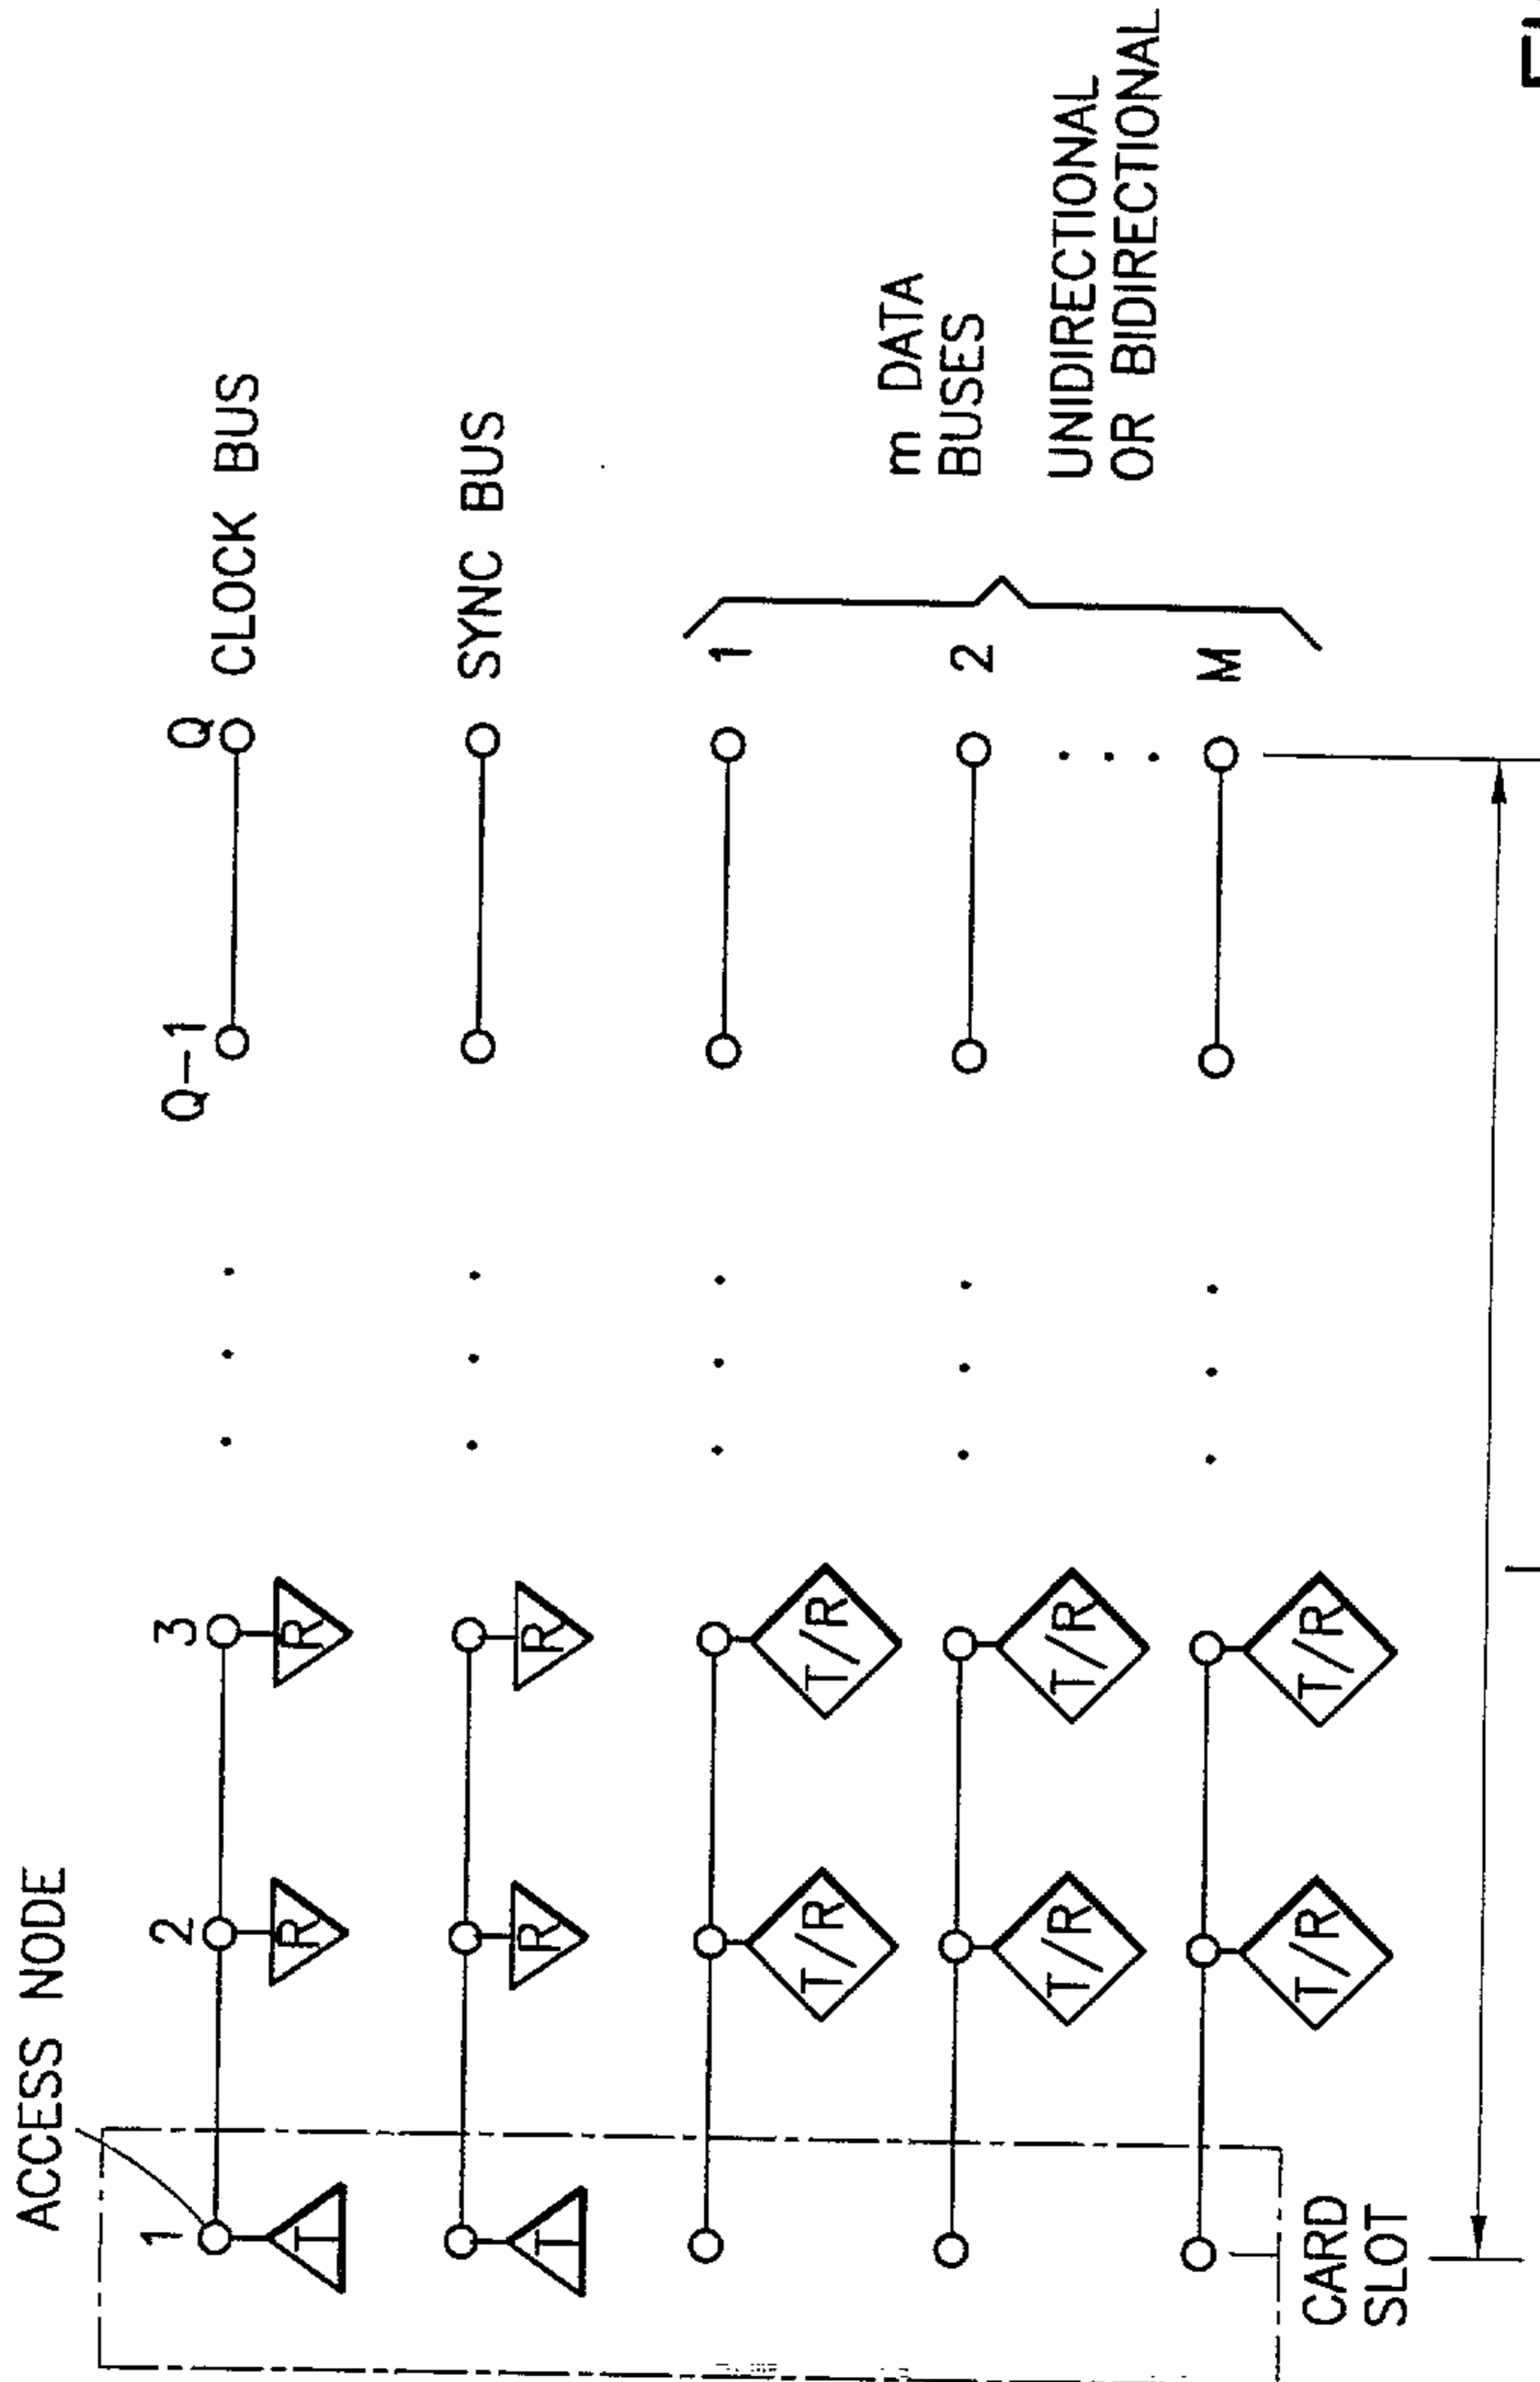 ACCESS NODE
1 2 3 Q-1 Q CLOCK BUS
T R R
SYNC BUS
T R R
1
T/R T/R
m DATA
BUSES
2
T/R T/R
UNIDIRECTIONAL
OR BIDIRECTIONAL
M
T/R T/R
CARD
SLOT